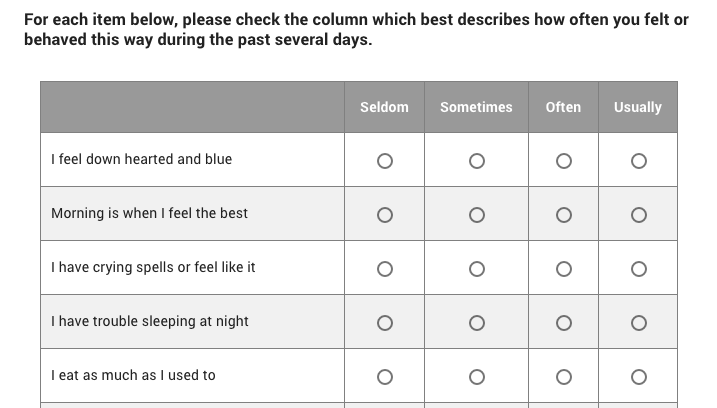 For each item below, please check the column which best describes how often you felt or
behaved this way during the past several days.
Seldom Sometimes Often Usually
I feel down hearted and blue
Morning is when I feel the best
I have crying spells or feel like it
I have trouble sleeping at night
I eat as much as I used to